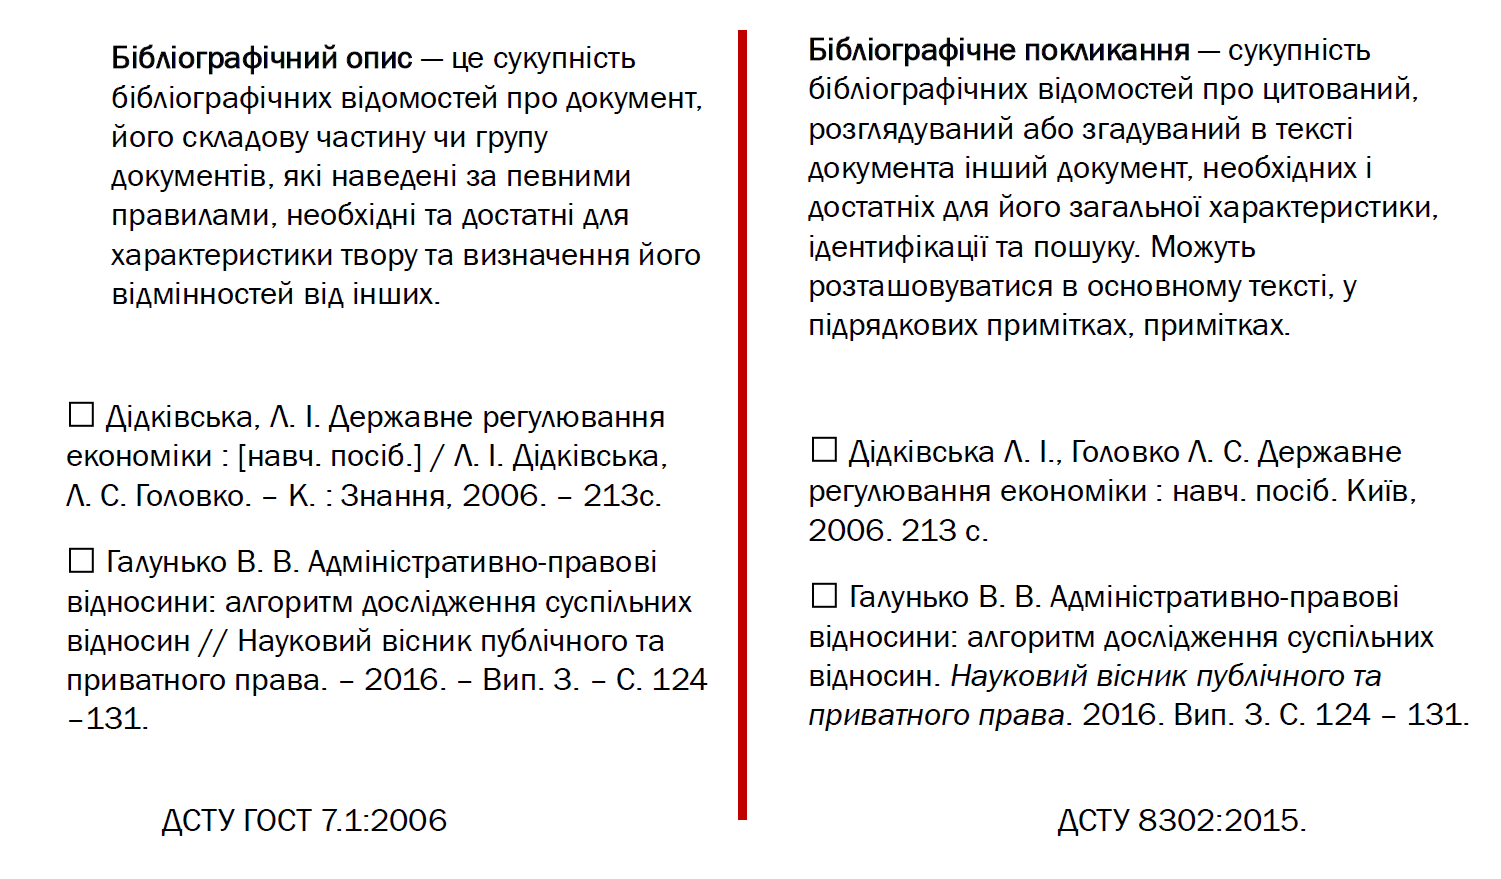 Бібліографічний опис — це сукупність
бібліографічних відомостей про документ,
його складову частину чи групу
документів, які наведені за певними
правилами, необхідні та достатні для
характеристики твору та визначення його
відмінностей від інших.
☐ Дідківська, Л. І. Державне регулювання
економіки : [навч. посіб.] / Л. І. Дідківська,
Л. С. Головко. – К. : Знання, 2006. – 213с.
☐ Галунько В. В. Адміністративно-правові
відносини: алгоритм дослідження суспільних
відносин // Науковий вісник публічного та
приватного права. – 2016. – Вип. 3. – С. 124
–131.
ДСТУ ГОСТ 7.1:2006
Бібліографічне покликання — сукупність
бібліографічних відомостей про цитований,
розглядуваний або згадуваний в тексті
документа інший документ, необхідних і
достатніх для його загальної характеристики,
ідентифікації та пошуку. Можуть
розташовуватися в основному тексті, у
підрядкових примітках, примітках.
☐ Дідківська Л. І., Головко Л. С. Державне
регулювання економіки : навч. посіб. Київ,
2006. 213 с.
☐ Галунько В. В. Адміністративно-правові
відносини: алгоритм дослідження суспільних
відносин. Науковий вісник публічного та
приватного права. 2016. Вип. 3. С. 124 – 131.
ДСТУ 8302:2015.